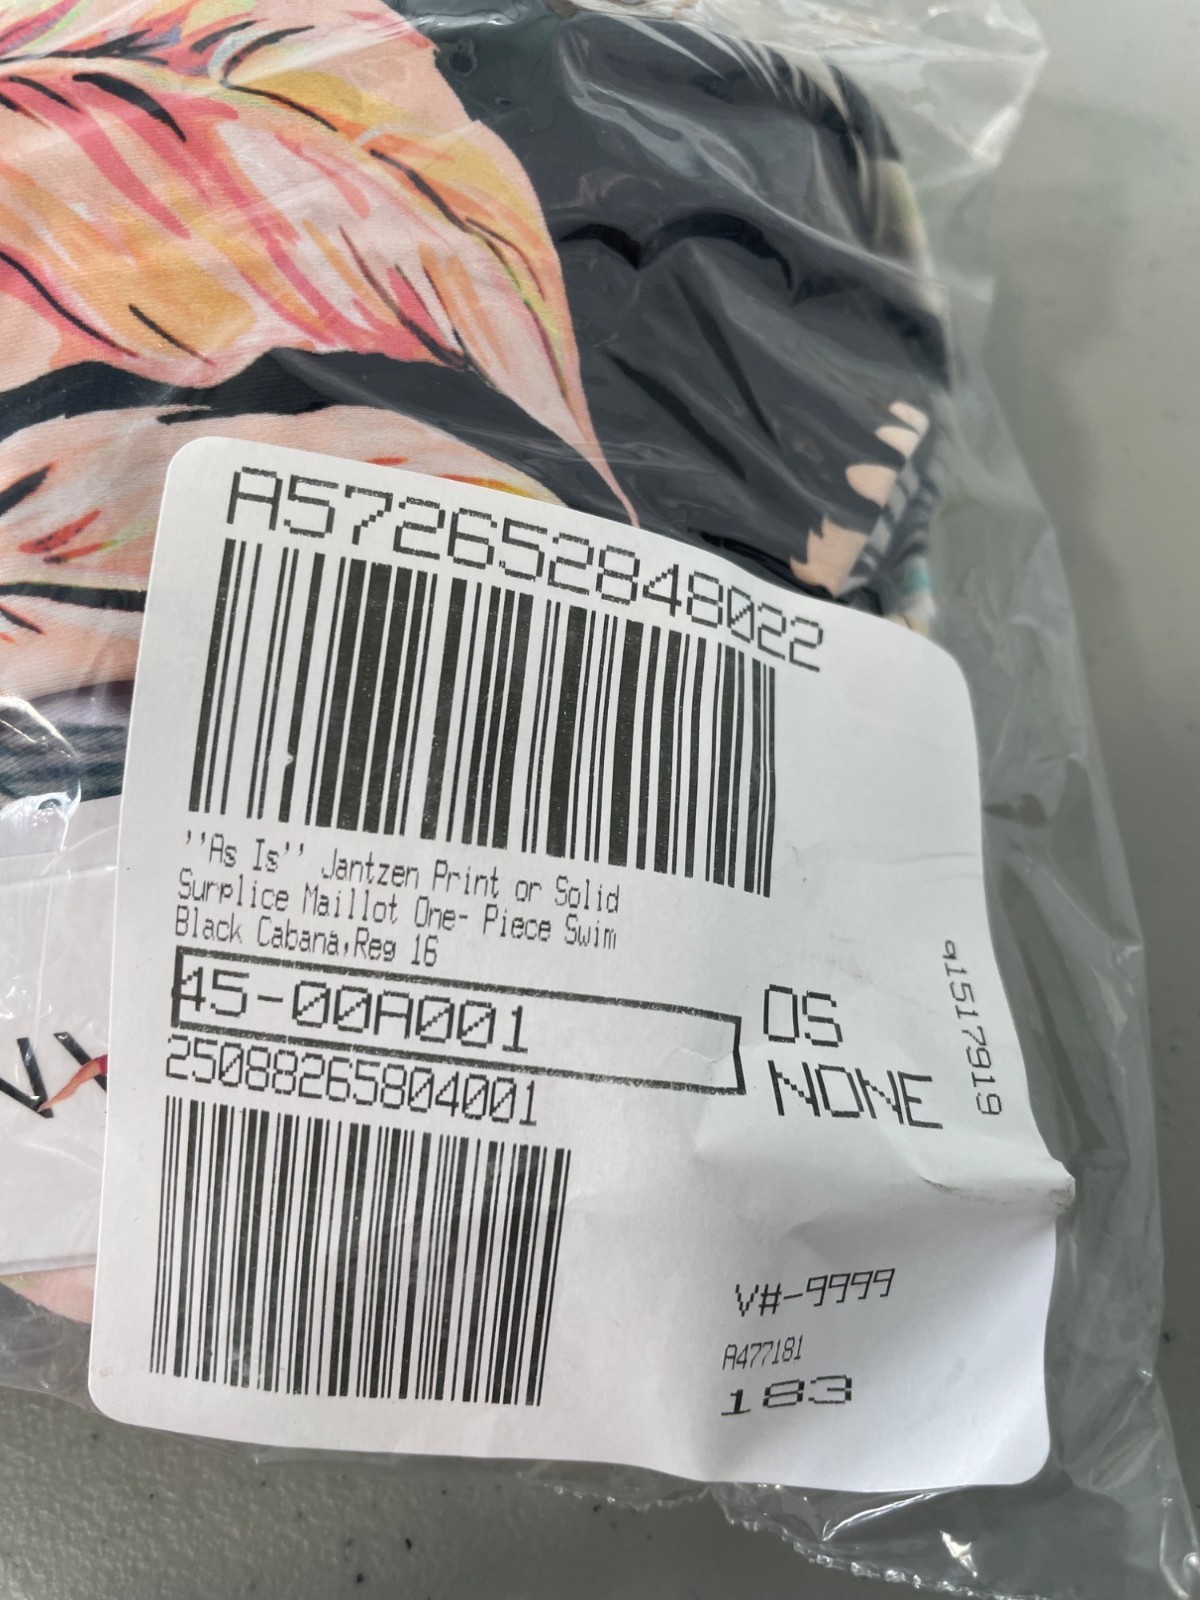 A572652848022
''As Is'' Jantzen Print or Solid
Surplice Maillot One- Piece Swim
Black Cabana,Reg 16
45-00A001
OS
25088265804001
NONE
a1517919
V#-9999
A477181
183